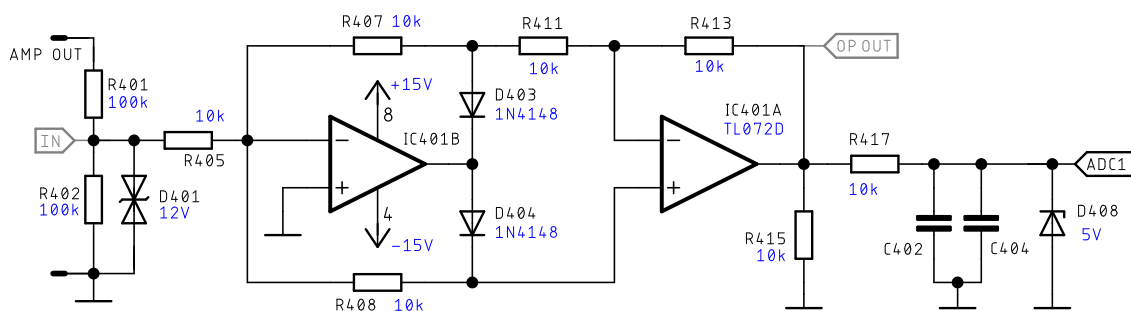 AMP OUT
R401
100k
IN
R402
100k
D401
12V
10k
R405
R407 10k
+15V
8
IC401B
−
+
4
−15V
R408 10k
D403
1N4148
D404
1N4148
R411
10k
R413
10k
OP OUT
IC401A
TL072D
−
+
R415
10k
R417
10k
C402
C404
D408
5V
ADC1